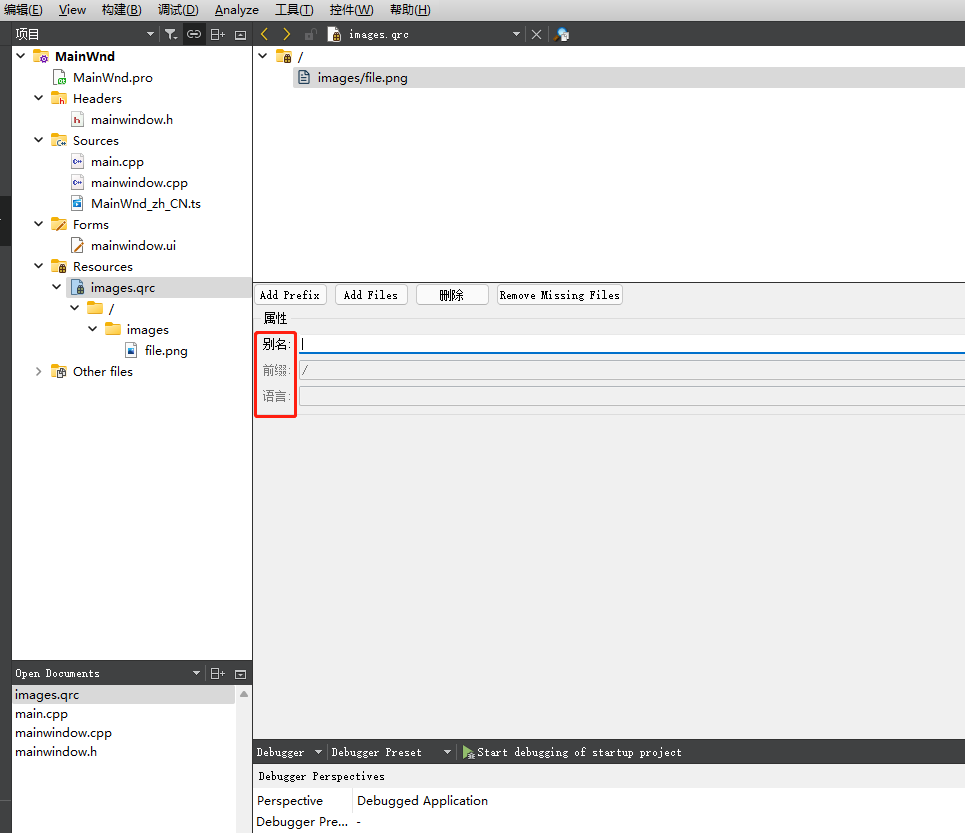 编辑(E) View 构建(B) 调试(D) Analyze 工具(T) 控件(W) 帮助(H)
项目
images.qrc
MainWnd
MainWnd.pro
Headers
mainwindow.h
Sources
main.cpp
mainwindow.cpp
MainWnd_zh_CN.ts
Forms
mainwindow.ui
Resources
images.qrc
/
images
file.png
Other files
/
images/file.png
Add Prefix Add Files 删除 Remove Missing Files
属性
别名:
前缀: /
语言:
Open Documents
images.qrc
main.cpp
mainwindow.cpp
mainwindow.h
Debugger Debugger Preset Start debugging of startup project
Debugger Perspectives
Perspective Debugged Application
Debugger Pre... -